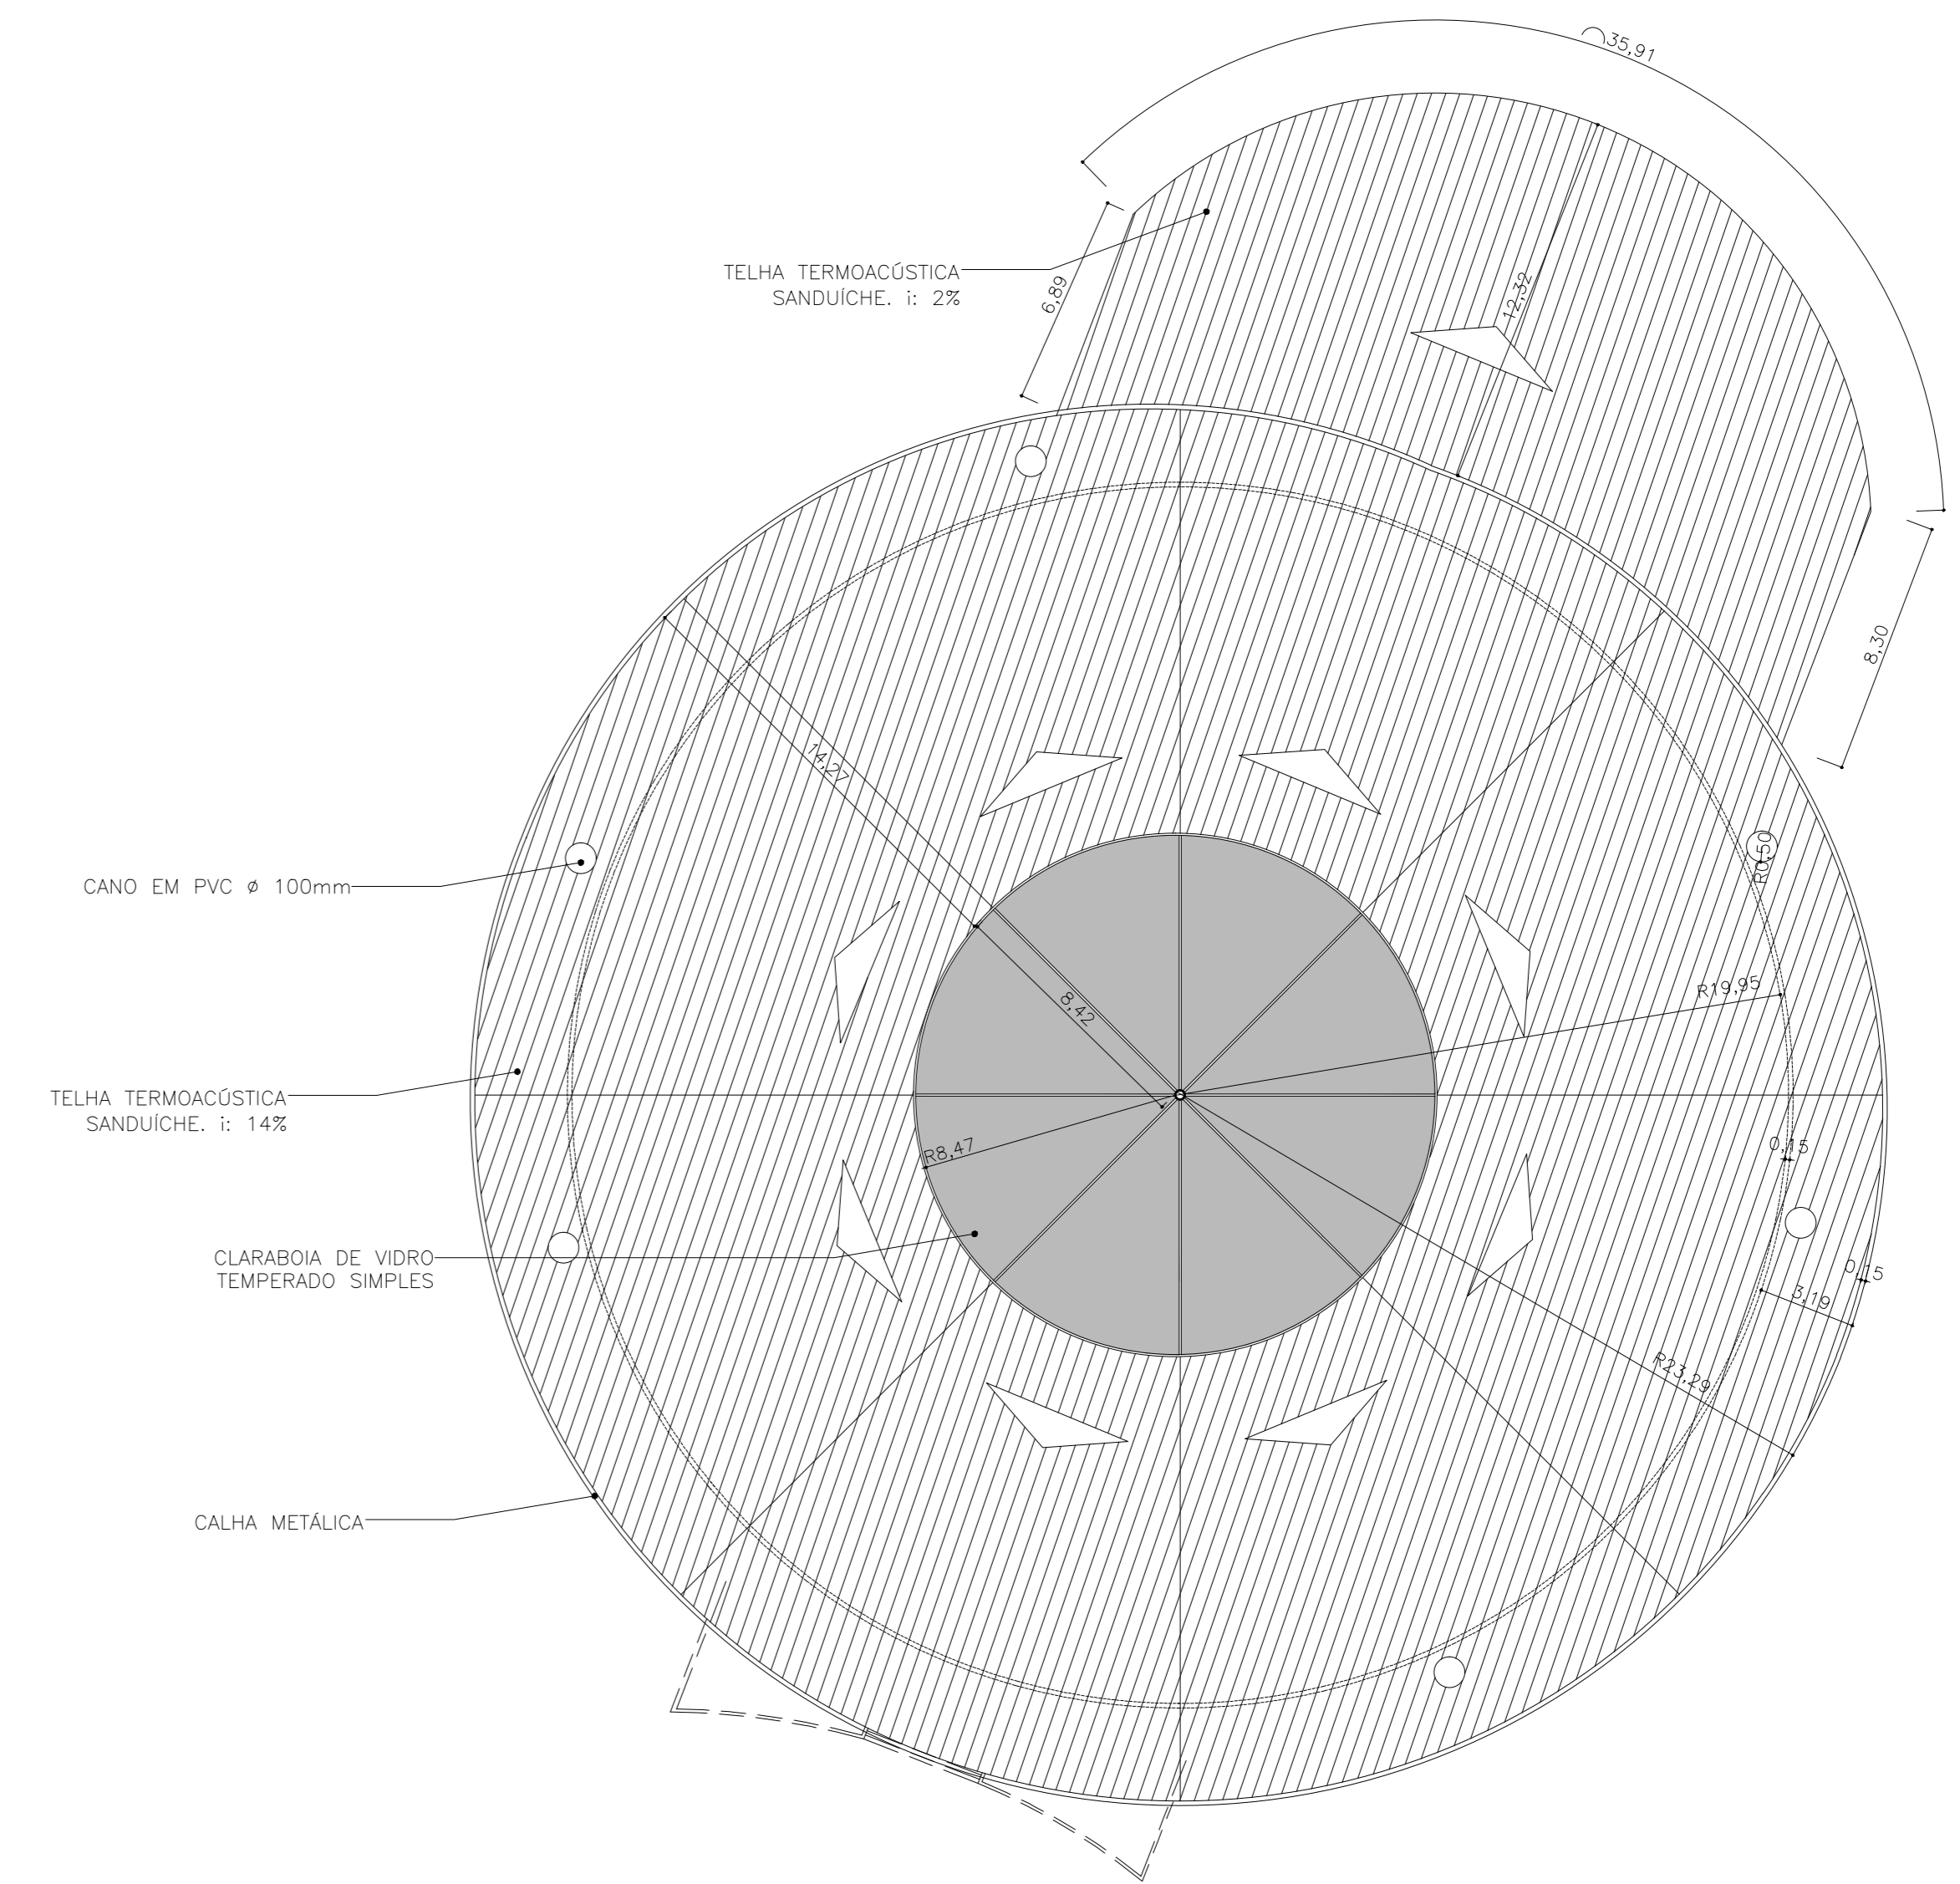 35,91
TELHA TERMOACÚSTICA
SANDUÍCHE. i: 2%
6,89
12,32
8,30
14,27
R0,50
CANO EM PVC ø 100mm
R19,95
8,42
TELHA TERMOACÚSTICA
SANDUÍCHE. i: 14%
R8,47
0,15
CLARABOIA DE VIDRO
TEMPERADO SIMPLES
0,15
3,19
R23,29
CALHA METÁLICA